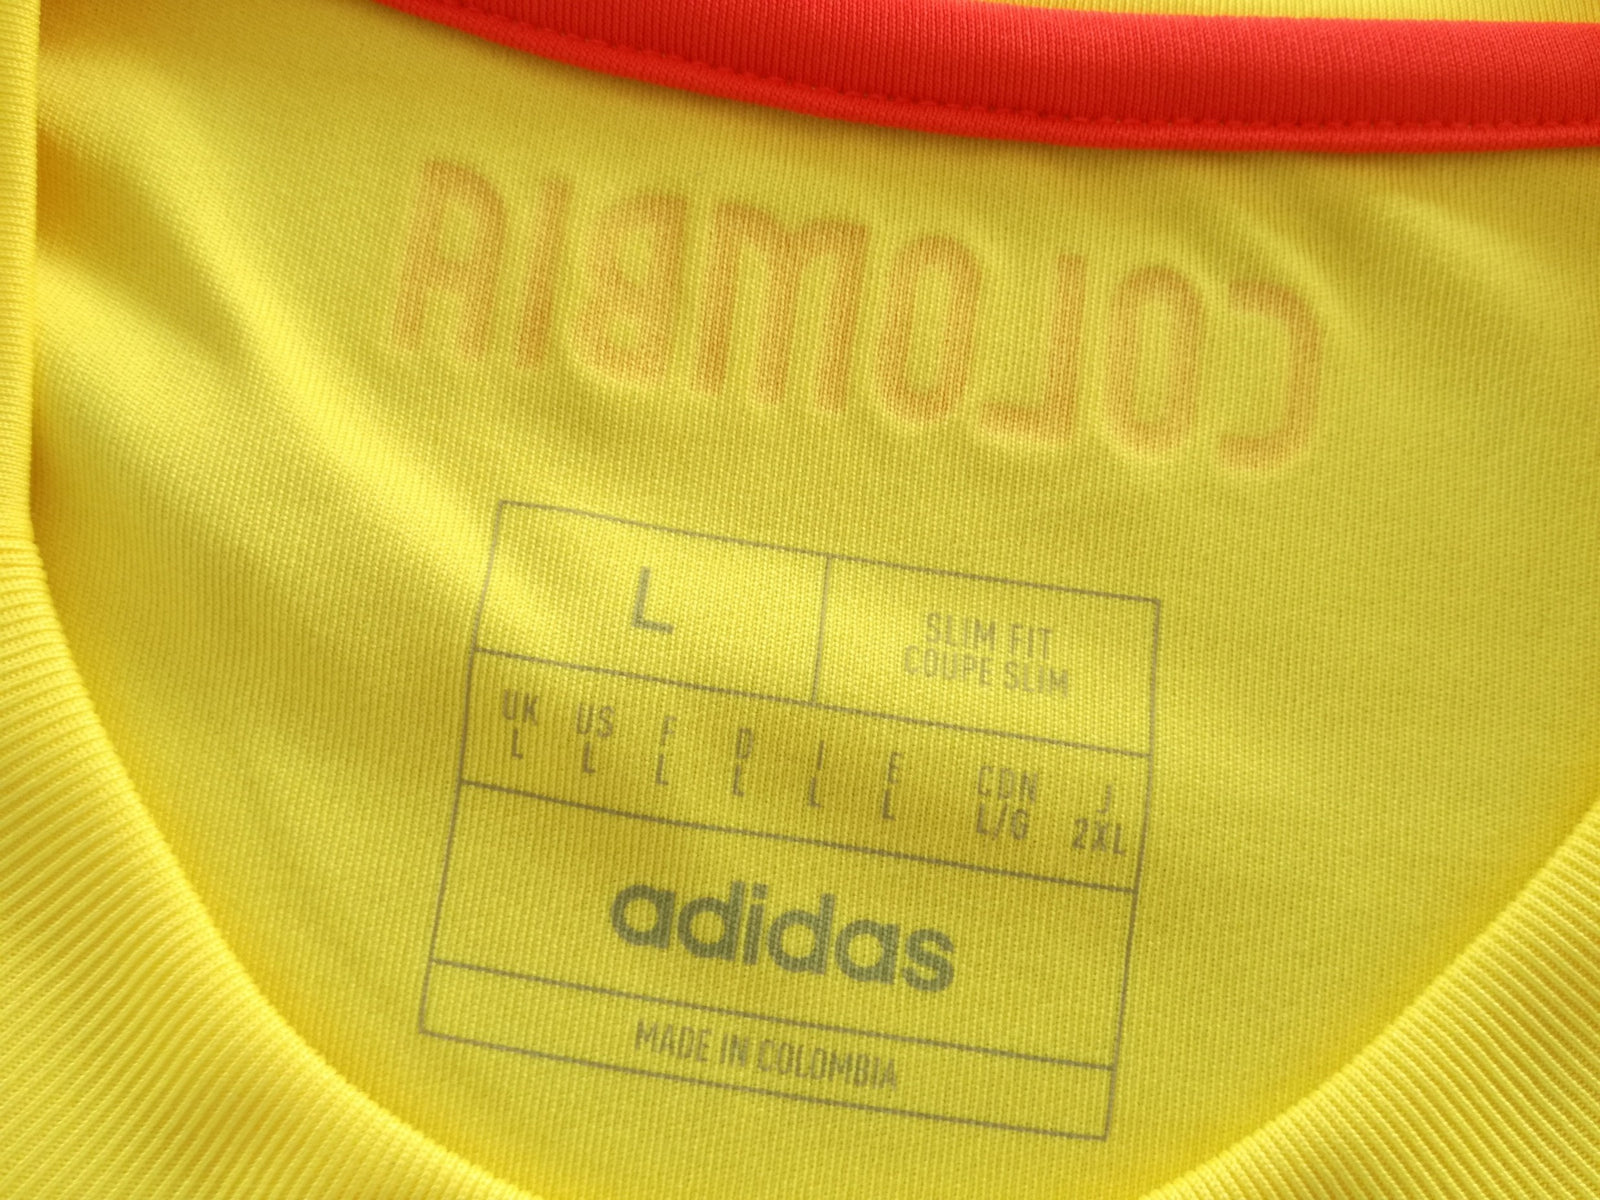 COLOMBIA
L
SLIM FIT
COUPE SLIM
UK US F D I E CDN J
L L L L L L L/G 2XL
adidas
MADE IN COLOMBIA